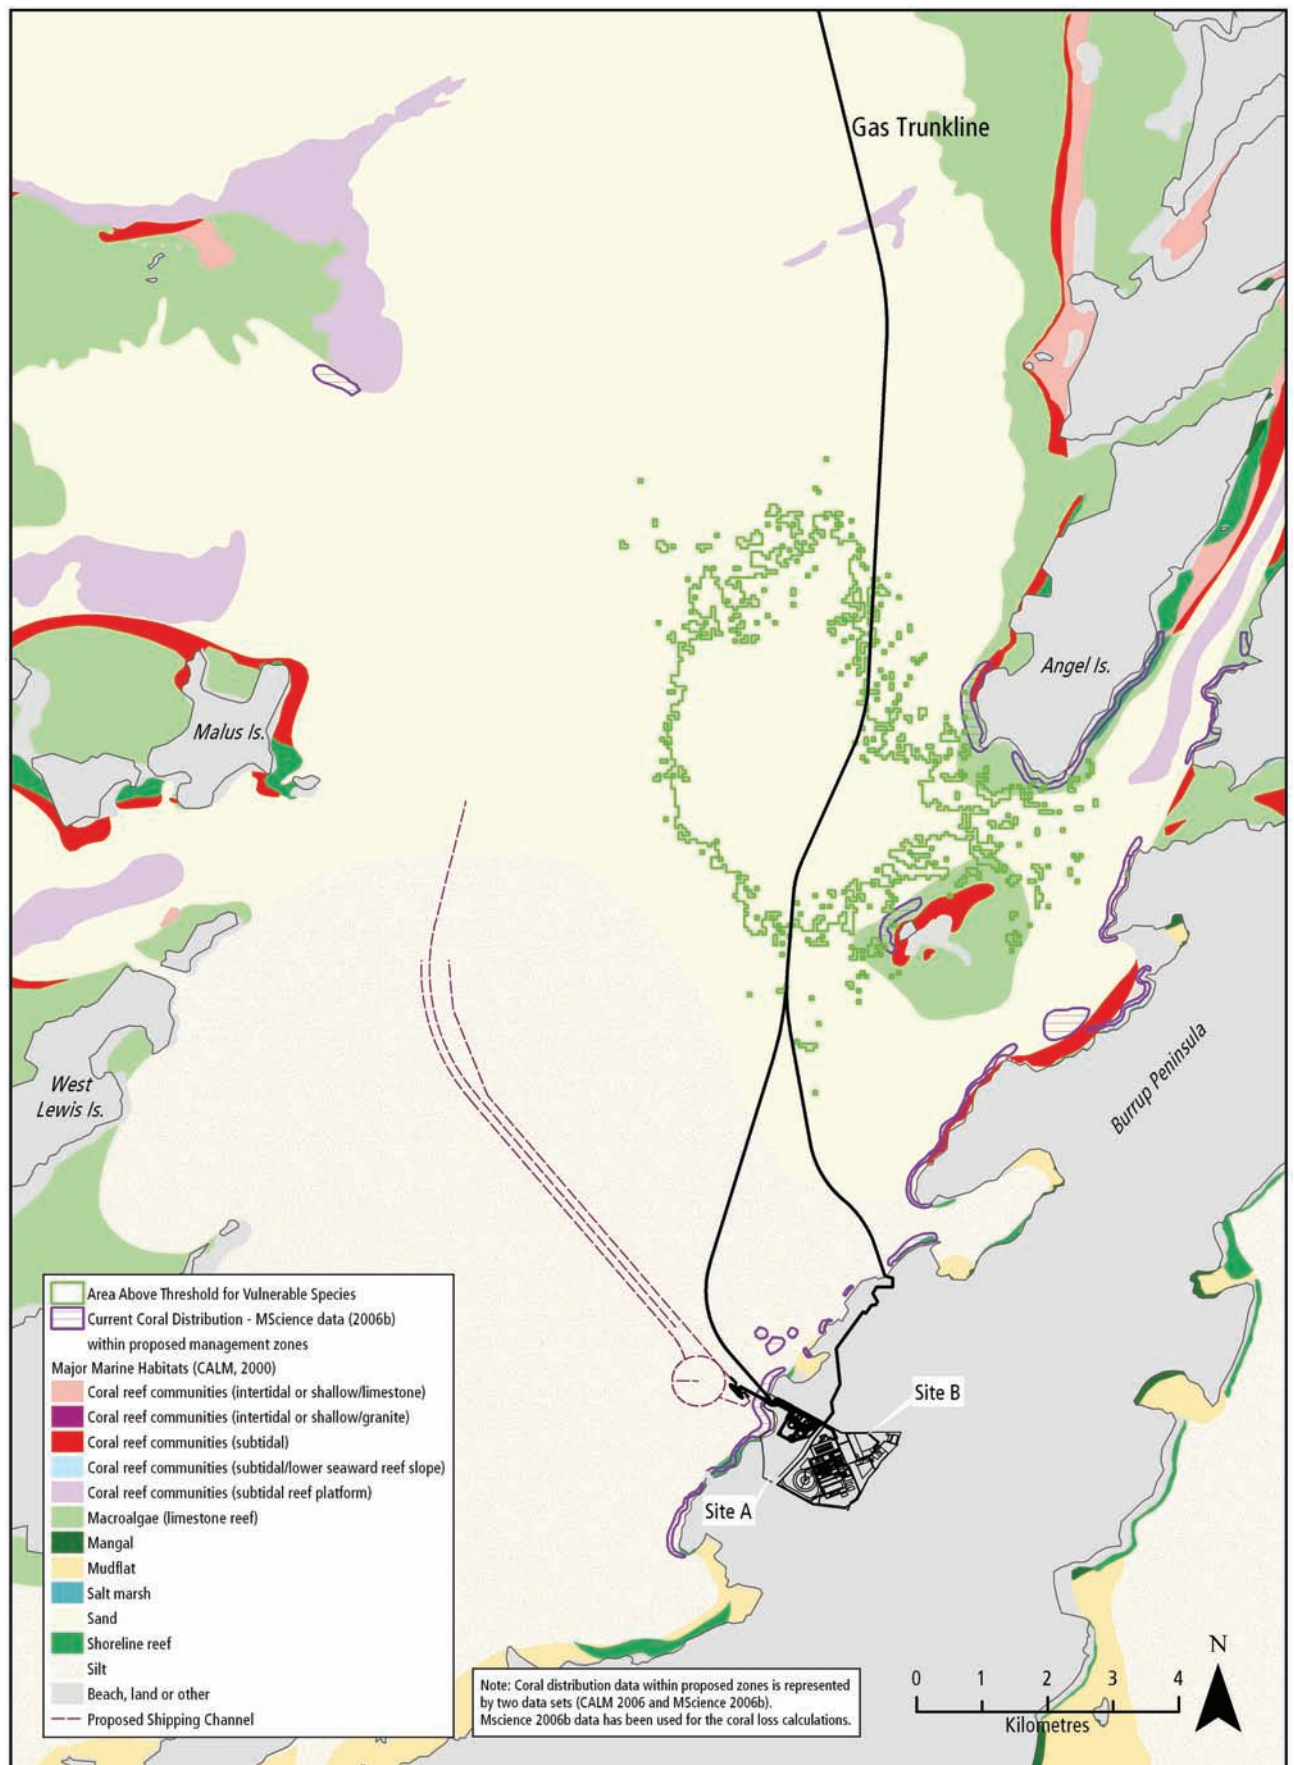 Gas Trunkline
Angel Is.
Malus Is.
West
Lewis Is.
Burrup Peninsula
Site B
Site A
Area Above Threshold for Vulnerable Species
Current Coral Distribution - MScience data (2006b)
within proposed management zones
Major Marine Habitats (CALM, 2000)
Coral reef communities (intertidal or shallow/limestone)
Coral reef communities (intertidal or shallow/granite)
Coral reef communities (subtidal)
Coral reef communities (subtidal/lower seaward reef slope)
Coral reef communities (subtidal reef platform)
Macroalgae (limestone reef)
Mangal
Mudflat
Salt marsh
Sand
Shoreline reef
Silt
Beach, land or other
Proposed Shipping Channel
Note: Coral distribution data within proposed zones is represented
by two data sets (CALM 2006 and MScience 2006b).
Mscience 2006b data has been used for the coral loss calculations.
N
0 1 2 3 4
Kilometres